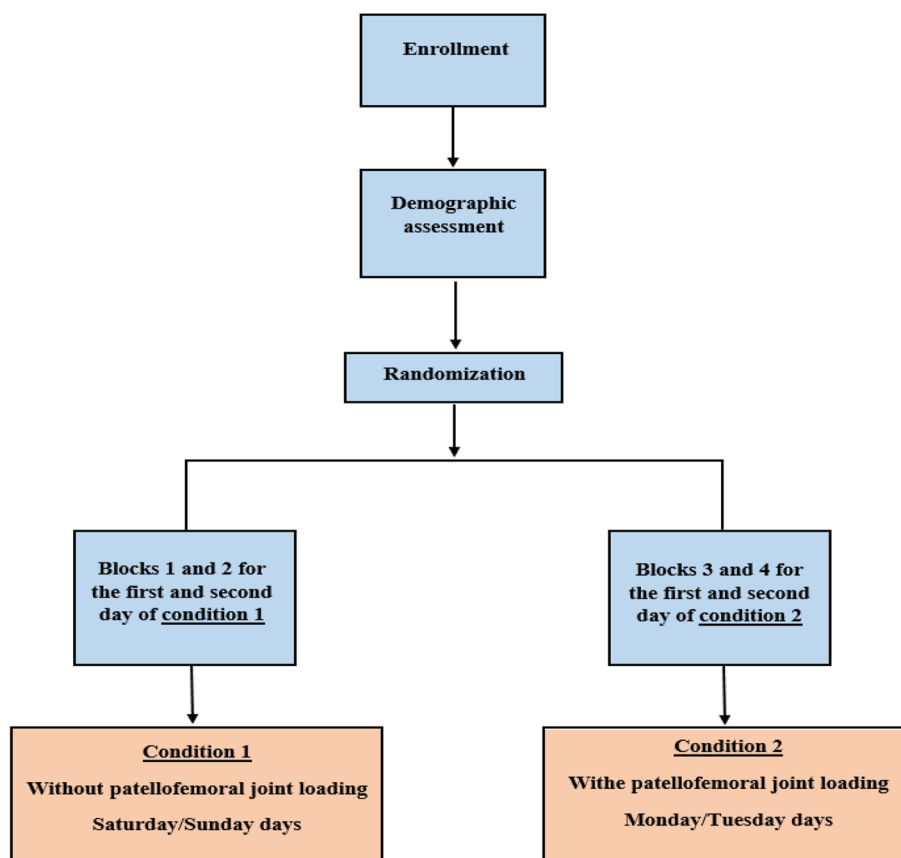 Enrollment
Demographic
assessment
Randomization
Blocks 1 and 2 for
the first and second
day of condition 1
Blocks 3 and 4 for
the first and second
day of condition 2
Condition 1
Without patellofemoral joint loading
Saturday/Sunday days
Condition 2
Withe patellofemoral joint loading
Monday/Tuesday days